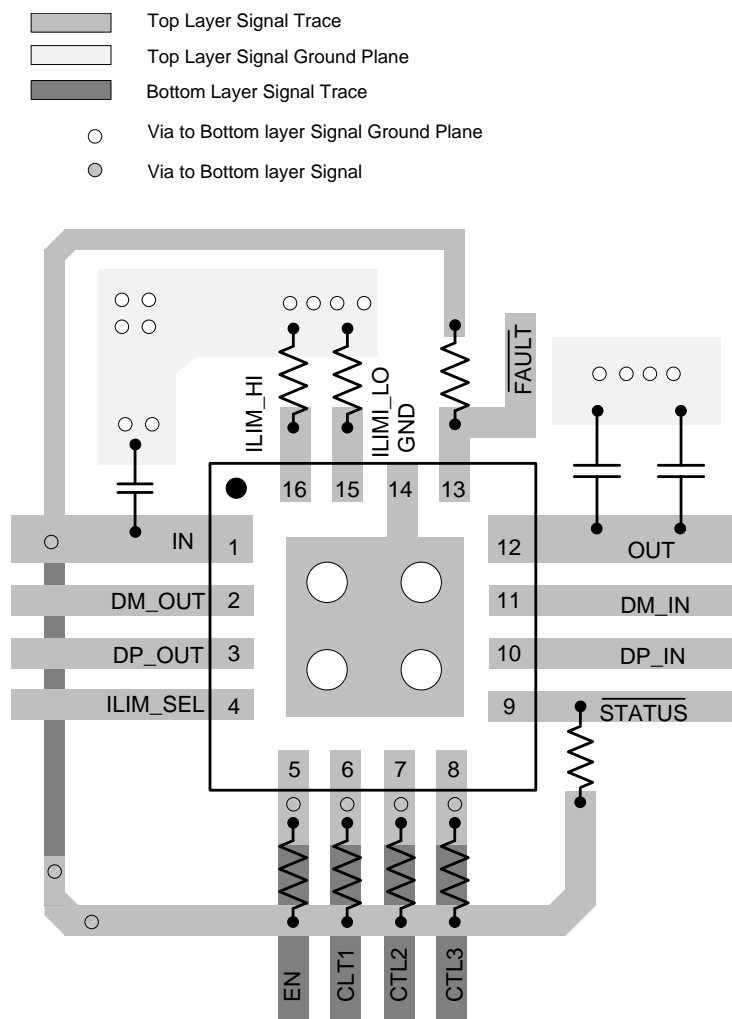 Top Layer Signal Trace
Top Layer Signal Ground Plane
Bottom Layer Signal Trace
Via to Bottom layer Signal Ground Plane
Via to Bottom layer Signal
ILIM_HI
ILIMI_LO
GND
FAULT
16
15
14
13
IN
1
12
OUT
DM_OUT
2
11
DM_IN
DP_OUT
3
10
DP_IN
ILIM_SEL
4
9
STATUS
5
6
7
8
EN
CLT1
CTL2
CTL3